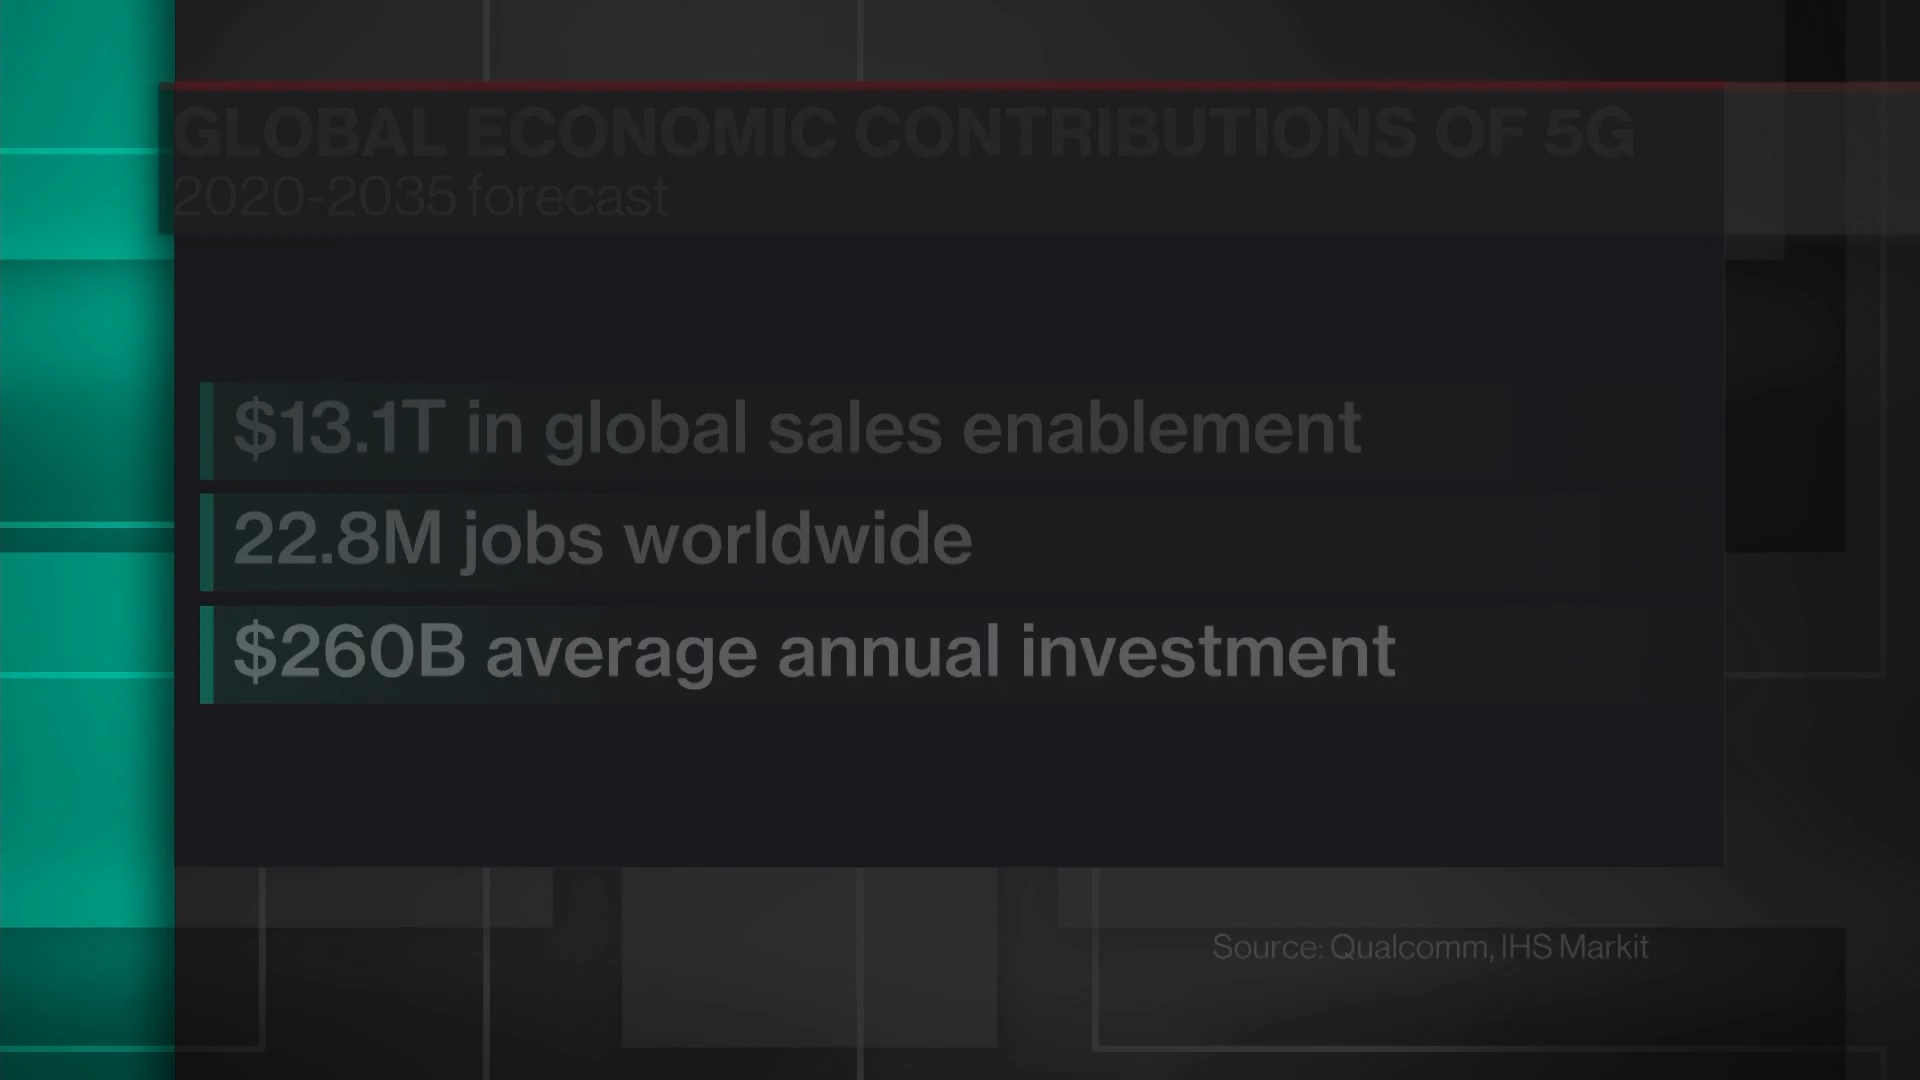 GLOBAL ECONOMIC CONTRIBUTIONS OF 5G
2020-2035 forecast
$13.1T in global sales enablement
22.8M jobs worldwide
$260B average annual investment
Source: Qualcomm, IHS Markit